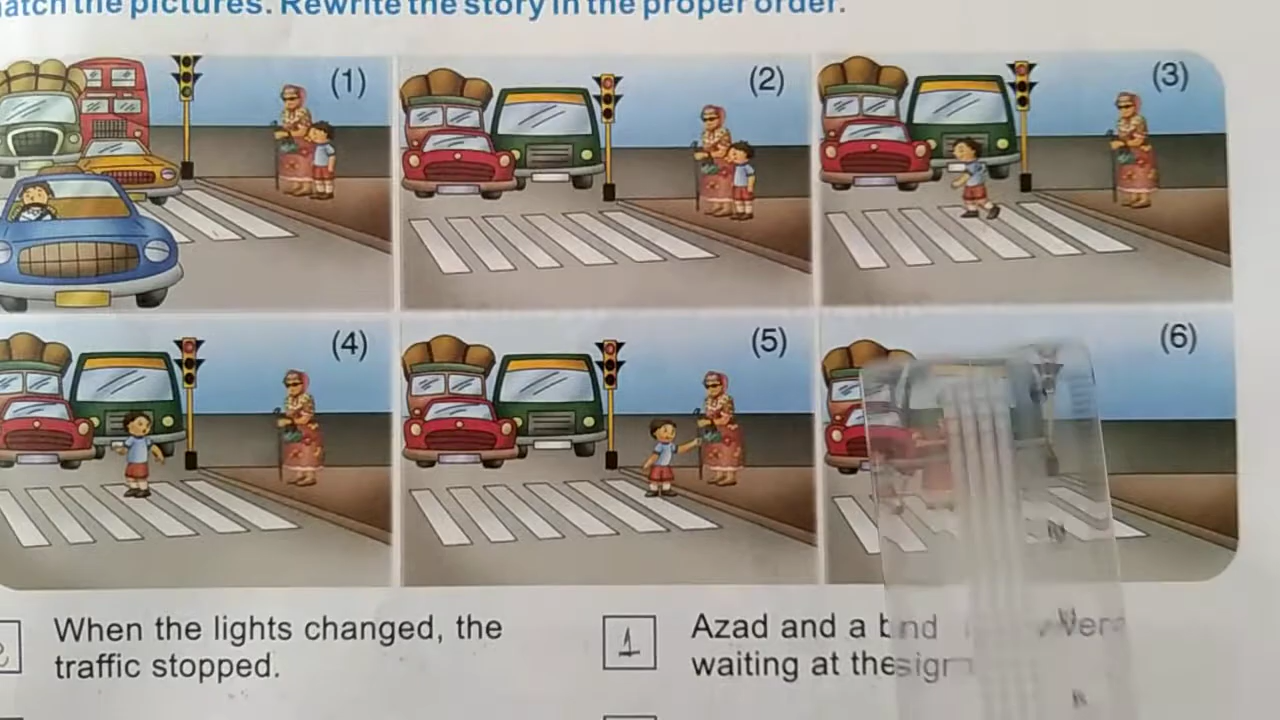 match the pictures. Rewrite the story in the proper order.
(1)
(2)
(3)
(4)
(5)
(6)
When the lights changed, the
traffic stopped.
1
Azad and a
waiting at the